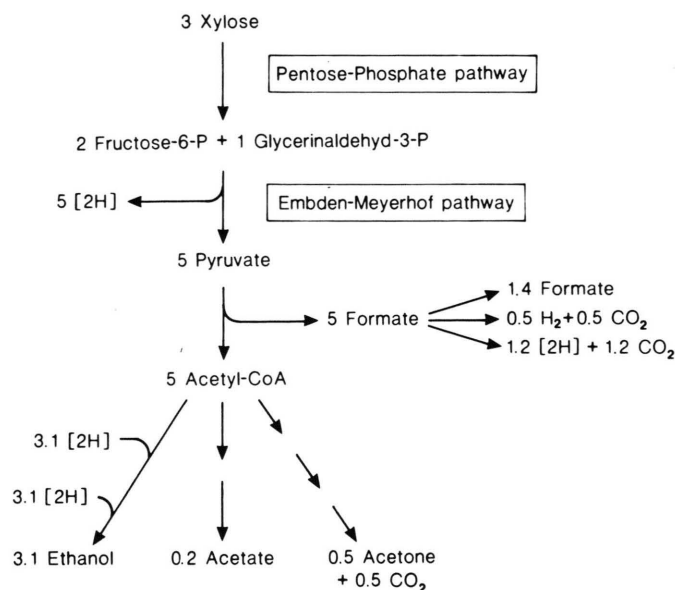 3 Xylose
Pentose-Phosphate pathway
2 Fructose-6-P + 1 Glycerinaldehyd-3-P
5 [2H]
Embden-Meyerhof pathway
5 Pyruvate
5 Formate
1.4 Formate
0.5 H₂+0.5 CO₂
1.2 [2H] + 1.2 CO₂
5 Acetyl-CoA
3.1 [2H]
3.1 [2H]
3.1 Ethanol
0.2 Acetate
0.5 Acetone
+ 0.5 CO₂